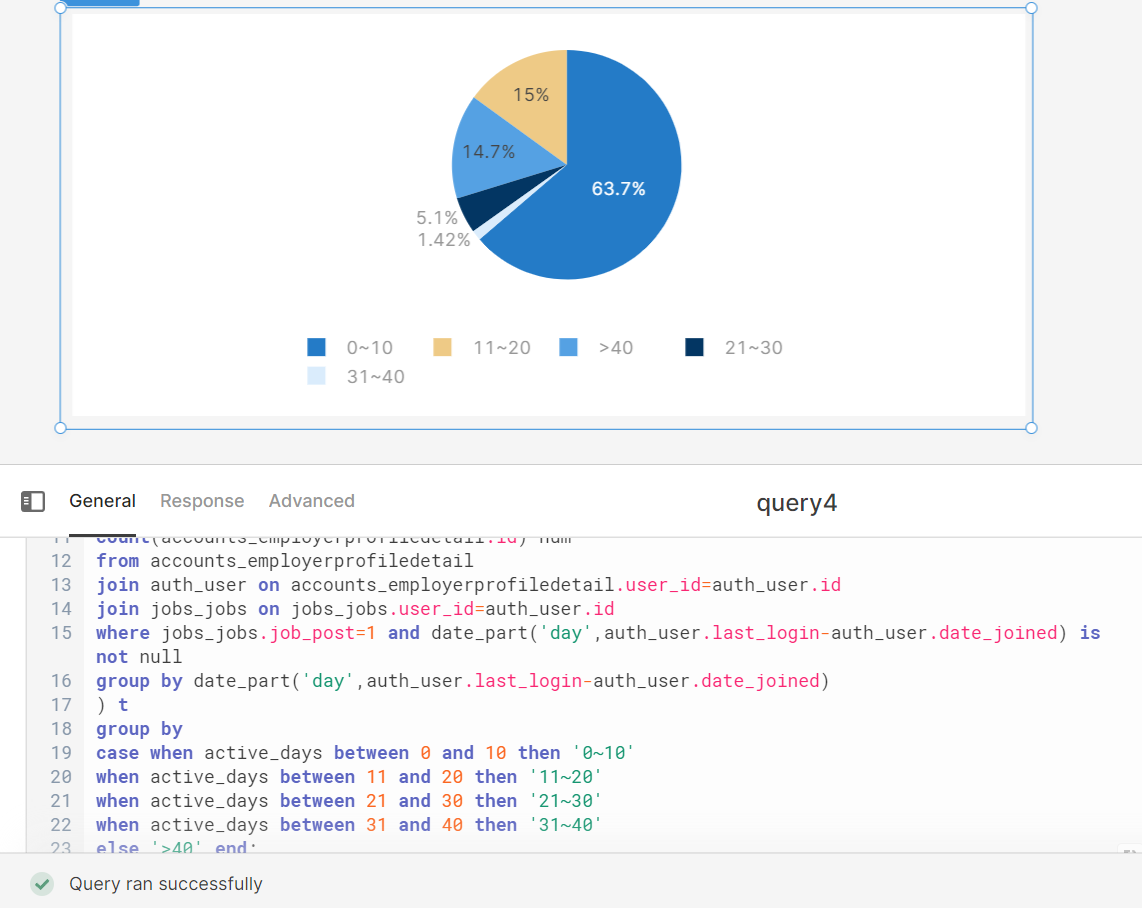 15%
14.7%
63.7%
5.1%
1.42%
0~10 11~20 >40 21~30
31~40
General Response Advanced query4
11 count(accounts_employerprofiledetail.id) num
12 from accounts_employerprofiledetail
13 join auth_user on accounts_employerprofiledetail.user_id=auth_user.id
14 join jobs_jobs on jobs_jobs.user_id=auth_user.id
15 where jobs_jobs.job_post=1 and date_part('day',auth_user.last_login-auth_user.date_joined) is
not null
16 group by date_part('day',auth_user.last_login-auth_user.date_joined)
17 ) t
18 group by
19 case when active_days between 0 and 10 then '0~10'
20 when active_days between 11 and 20 then '11~20'
21 when active_days between 21 and 30 then '21~30'
22 when active_days between 31 and 40 then '31~40'
23 else '>40' end;
Query ran successfully